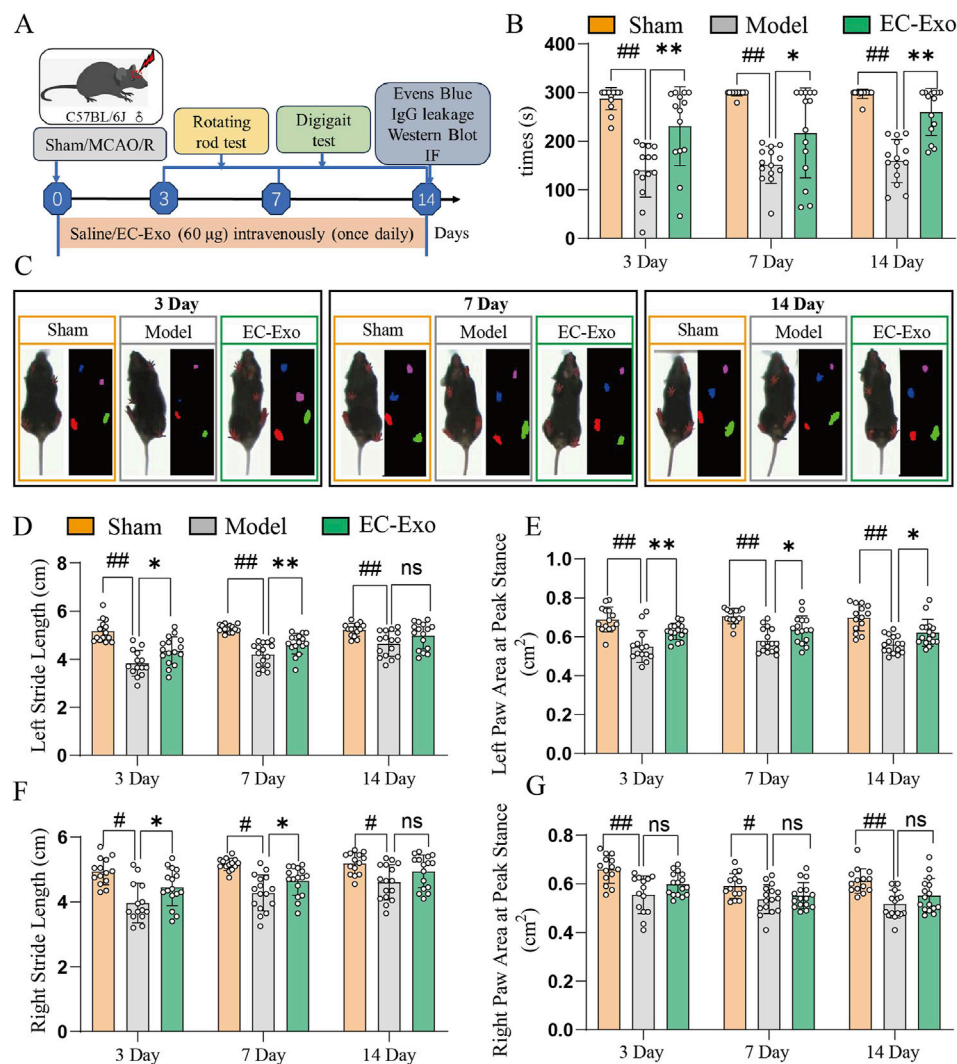 A
C57BL/6J ♂
Sham/MCAO/R
Rotating
rod test
Digigait
test
Evens Blue
IgG leakage
Western Blot
IF
0
3
7
14
Days
Saline/EC-Exo (60 μg) intravenously (once daily)
B
Sham
Model
EC-Exo
times (s)
400
300
200
100
0
## **
## *
## **
3 Day
7 Day
14 Day
C
3 Day
Sham
Model
EC-Exo
7 Day
Sham
Model
EC-Exo
14 Day
Sham
Model
EC-Exo
D
Sham
Model
EC-Exo
Left Stride Length (cm)
8
6
4
2
0
## *
## **
## ns
3 Day
7 Day
14 Day
E
Left Paw Area at Peak Stance
(cm2)
1.0
0.8
0.6
0.4
0.2
0.0
## **
## *
## *
3 Day
7 Day
14 Day
F
Right Stride Length (cm)
6
4
2
0
# *
# *
# ns
3 Day
7 Day
14 Day
G
Right Paw Area at Peak Stance
(cm2)
0.8
0.6
0.4
0.2
0.0
## ns
# ns
## ns
3 Day
7 Day
14 Day